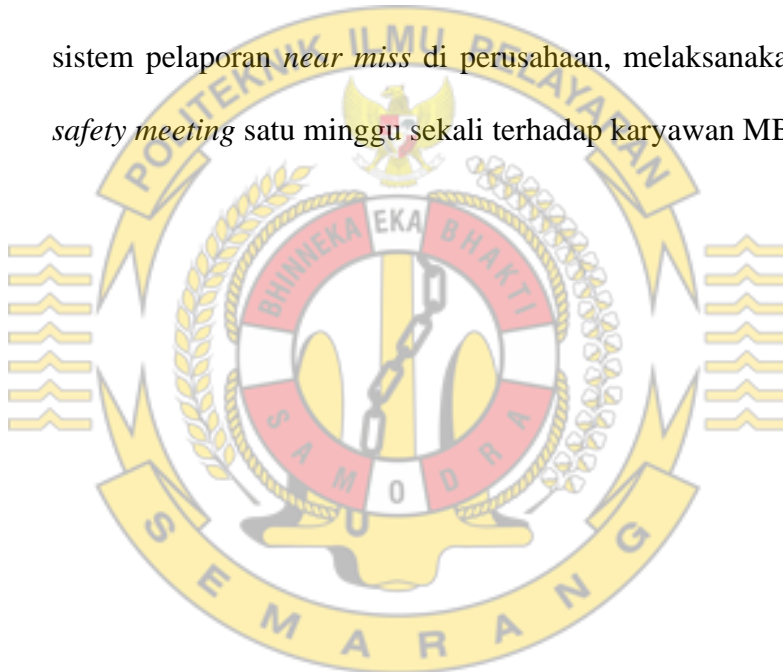 sistem pelaporan near miss di perusahaan, melaksanaka
safety meeting satu minggu sekali terhadap karyawan
POLITEKNIK ILMU PELAYARAN
BHINNEKA EKA BHAKTI
SAMODRA
SEMARANG